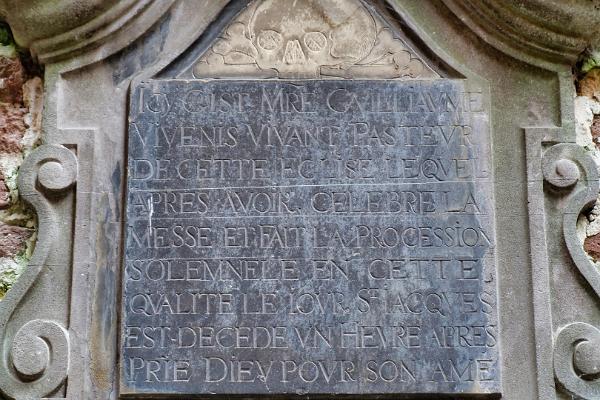 ICY GIST MRE GVILLIAVME
VIVENIS VIVANT PASTEVR
DE CETTE EGLISE LEQVEL
APRES AVOIR CELEBRE LA
MESSE ET FAIT LA PROCESSION
SOLEMNELE EN CETTE
QVALITE LE IOVR ST IACQVES
EST DECEDE VN HEVRE APRES
PRIE DIEV POVR SON AME